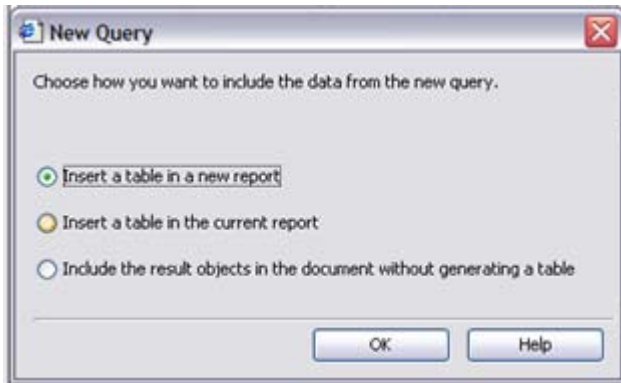 New Query
Choose how you want to include the data from the new query.
Insert a table in a new report
Insert a table in the current report
Include the result objects in the document without generating a table
OK Help